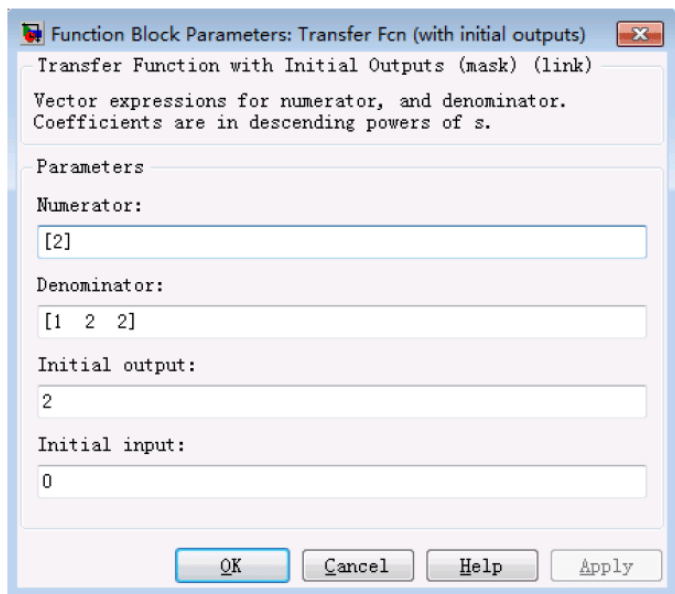 Function Block Parameters: Transfer Fcn (with initial outputs)
Transfer Function with Initial Outputs (mask) (link)
Vector expressions for numerator, and denominator.
Coefficients are in descending powers of s.
Parameters
Numerator:
[2]
Denominator:
[1 2 2]
Initial output:
2
Initial input:
0
OK Cancel Help Apply